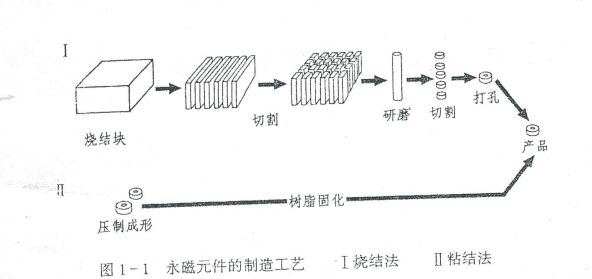 Ⅰ
烧结块
切割
研磨
切割
打孔
产品
Ⅱ
压制成形
树脂固化
图1-1 永磁元件的制造工艺 Ⅰ烧结法 Ⅱ粘结法